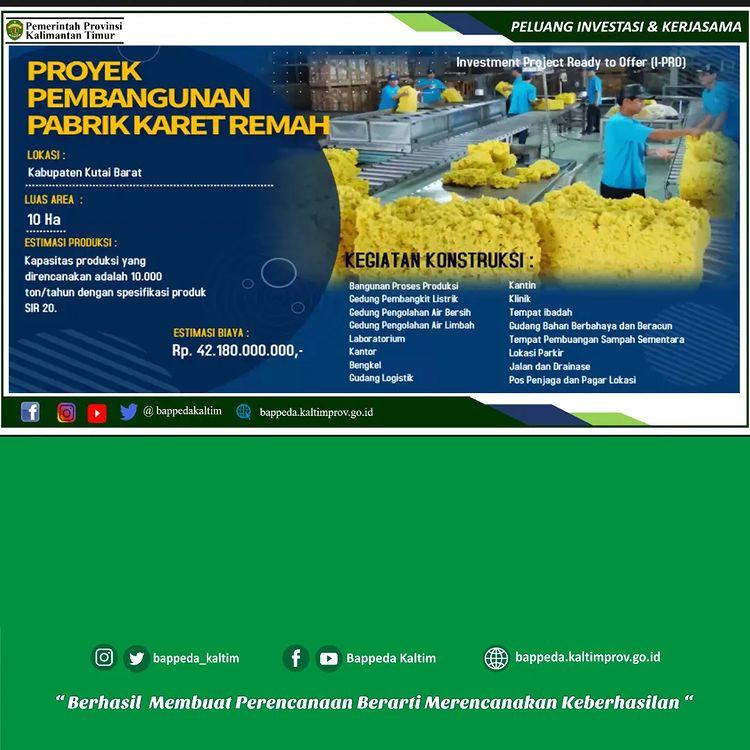 Pemerintah Provinsi
Kalimantan Timur
PELUANG INVESTASI & KERJASAMA
Investment Project Ready to Offer (I-PRO)
PROYEK
PEMBANGUNAN
PABRIK KARET REMAH
LOKASI :
Kabupaten Kutai Barat
LUAS AREA :
10 Ha
ESTIMASI PRODUKSI :
Kapasitas produksi yang
direncanakan adalah 10.000
ton/tahun dengan spesifikasi produk
SIR 20.
ESTIMASI BIAYA :
Rp. 42.180.000.000,-
KEGIATAN KONSTRUKSI :
Bangunan Proses Produksi
Gedung Pembangkit Listrik
Gedung Pengolahan Air Bersih
Gedung Pengolahan Air Limbah
Laboratorium
Kantor
Bengkel
Gudang Logistik
Kantin
Klinik
Tempat ibadah
Gudang Bahan Berbahaya dan Beracun
Tempat Pembuangan Sampah Sementara
Lokasi Parkir
Jalan dan Drainase
Pos Penjaga dan Pagar Lokasi
@ bappedakaltim
bappeda.kaltimprov.go.id
bappeda_kaltim
Bappeda Kaltim
bappeda.kaltimprov.go.id
“ Berhasil Membuat Perencanaan Berarti Merencanakan Keberhasilan “